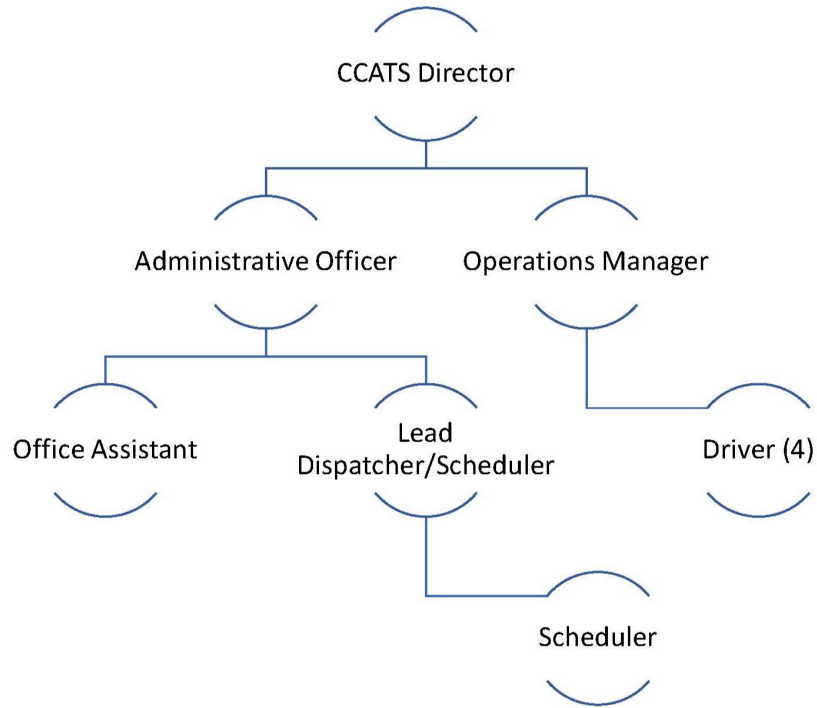 CCATS Director
Administrative Officer
Operations Manager
Office Assistant
Lead
Dispatcher/Scheduler
Driver (4)
Scheduler